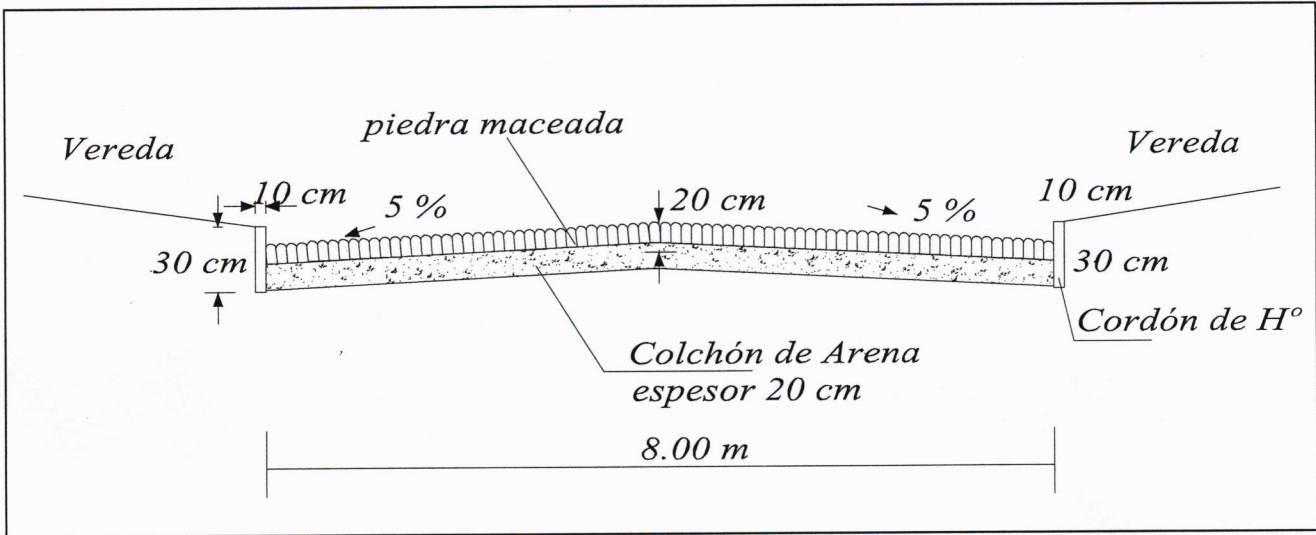 piedra maceada
Vereda
Vereda
10 cm
5 %
20 cm
5 %
10 cm
30 cm
30 cm
Cordón de Hº
Colchón de Arena
espesor 20 cm
8.00 m